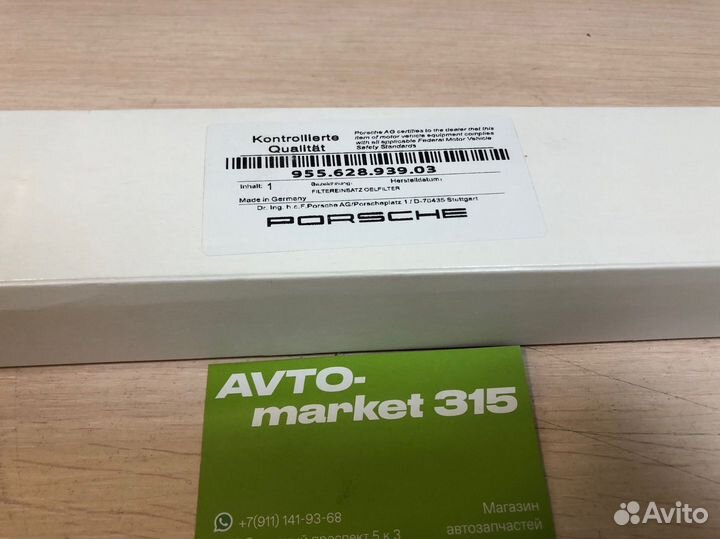 Kontrollierte
Qualität
Porsche AG certifies to the dealer that this
item of motor vehicle equipment complies
with all applicable Federal Motor Vehicle
Safety Standards
955.628.939.03
Inhalt: 1
Bezeichnung:
Herstelldatum:
FILTEREINSATZ OELFILTER
Made in Germany
Dr. Ing. h.c.F.Porsche AG/Porscheplatz 1 / D-70435 Stuttgart
PORSCHE
AVTO-
market 315
+7(911) 141-93-68
проспект 5 к 3
Магазин
автозапчастей
Avito